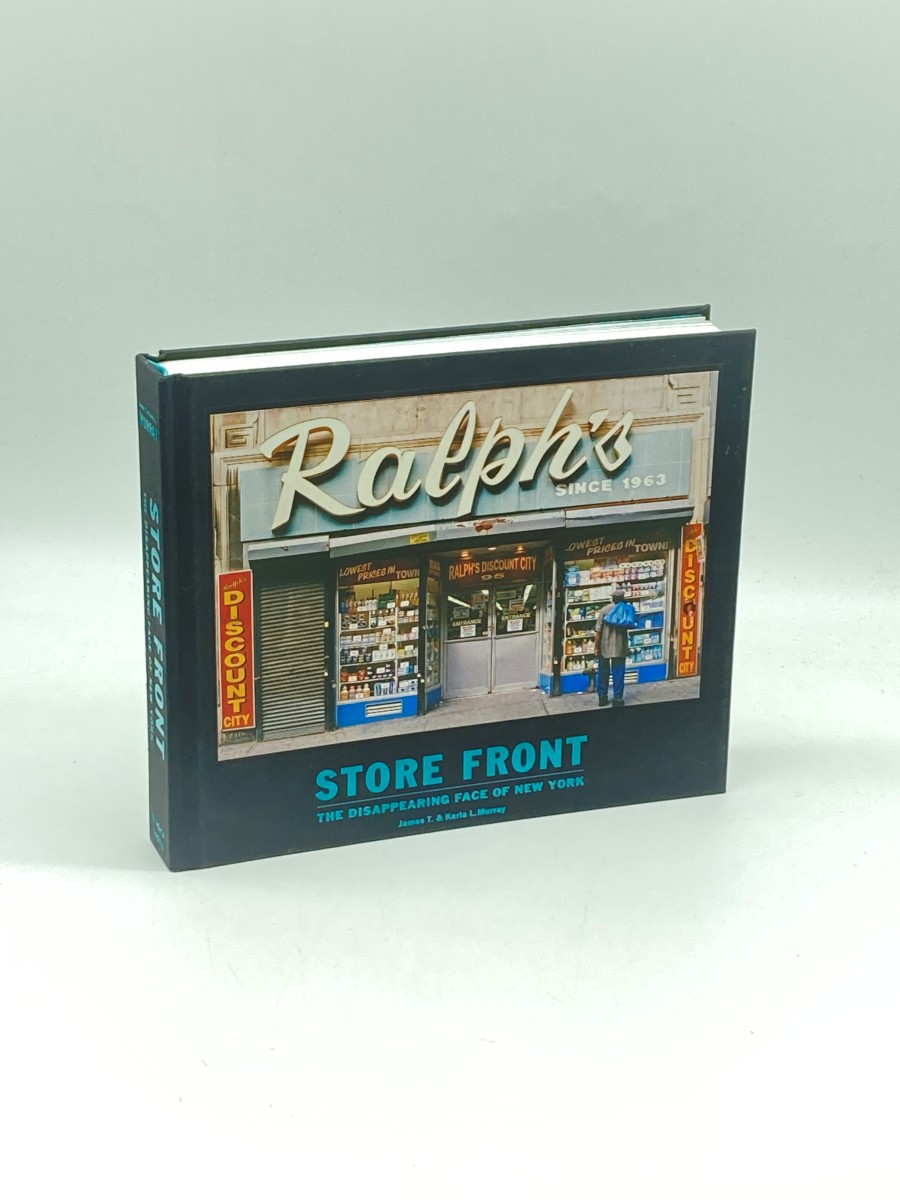 STORE FRONT
THE DISAPPEARING FACE OF NEW YORK
Ralph's
SINCE 1963
LOWEST PRICES IN TOWN
RALPH'S DISCOUNT CITY
95
LOWEST PRICES IN TOWN!
ENTRANCE
ENTRANCE
Ralph's
DISCOUNT
CITY
DISCOUNT
CITY
STORE FRONT
THE DISAPPEARING FACE OF NEW YORK
James T. & Karla L. Murray